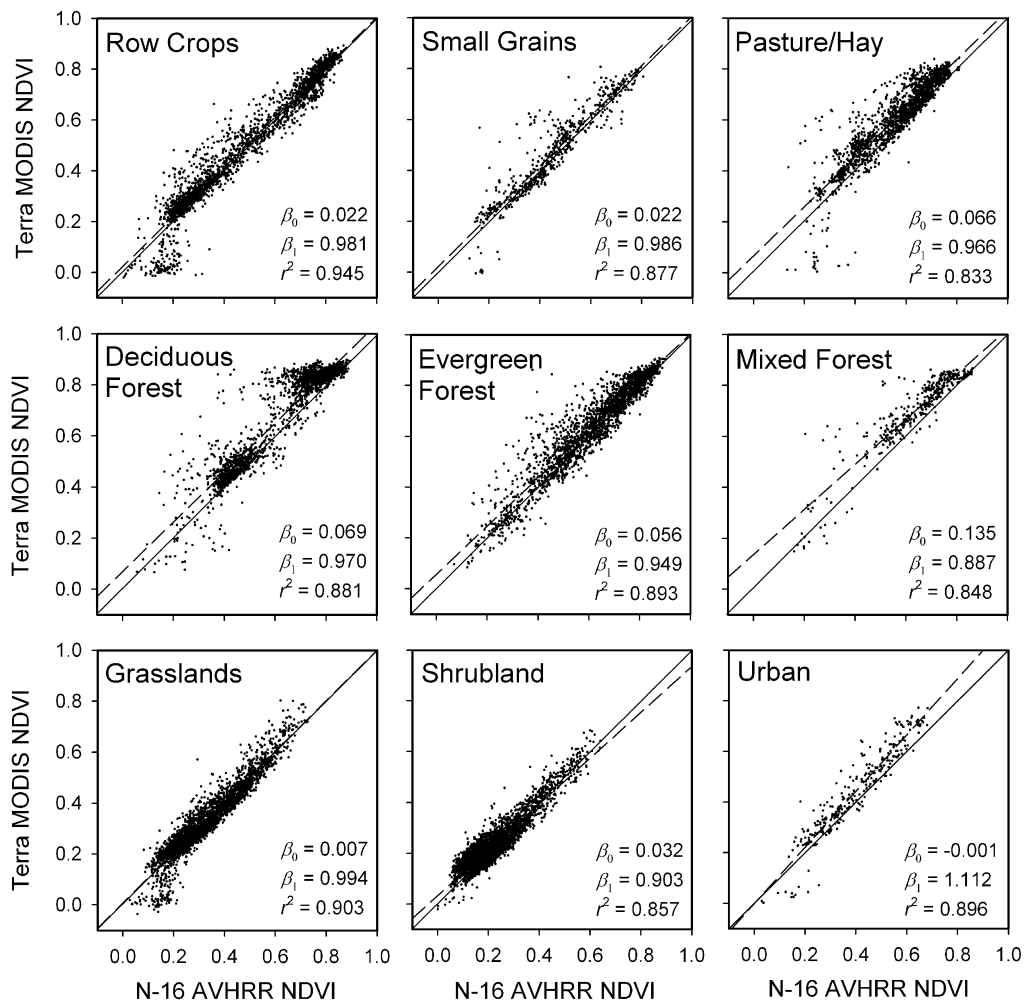 Row Crops
Small Grains
Pasture/Hay
1.0
0.8
0.6
0.4
0.2
0.0
Terra MODIS NDVI
β₀ = 0.022
β₁ = 0.981
r² = 0.945
β₀ = 0.022
β₁ = 0.986
r² = 0.877
β₀ = 0.066
β₁ = 0.966
r² = 0.833
Deciduous
Forest
Evergreen
Forest
Mixed Forest
1.0
0.8
0.6
0.4
0.2
0.0
Terra MODIS NDVI
β₀ = 0.069
β₁ = 0.970
r² = 0.881
β₀ = 0.056
β₁ = 0.949
r² = 0.893
β₀ = 0.135
β₁ = 0.887
r² = 0.848
Grasslands
Shrubland
Urban
1.0
0.8
0.6
0.4
0.2
0.0
Terra MODIS NDVI
β₀ = 0.007
β₁ = 0.994
r² = 0.903
β₀ = 0.032
β₁ = 0.903
r² = 0.857
β₀ = -0.001
β₁ = 1.112
r² = 0.896
0.0 0.2 0.4 0.6 0.8 1.0
0.0 0.2 0.4 0.6 0.8 1.0
0.0 0.2 0.4 0.6 0.8 1.0
N-16 AVHRR NDVI
N-16 AVHRR NDVI
N-16 AVHRR NDVI